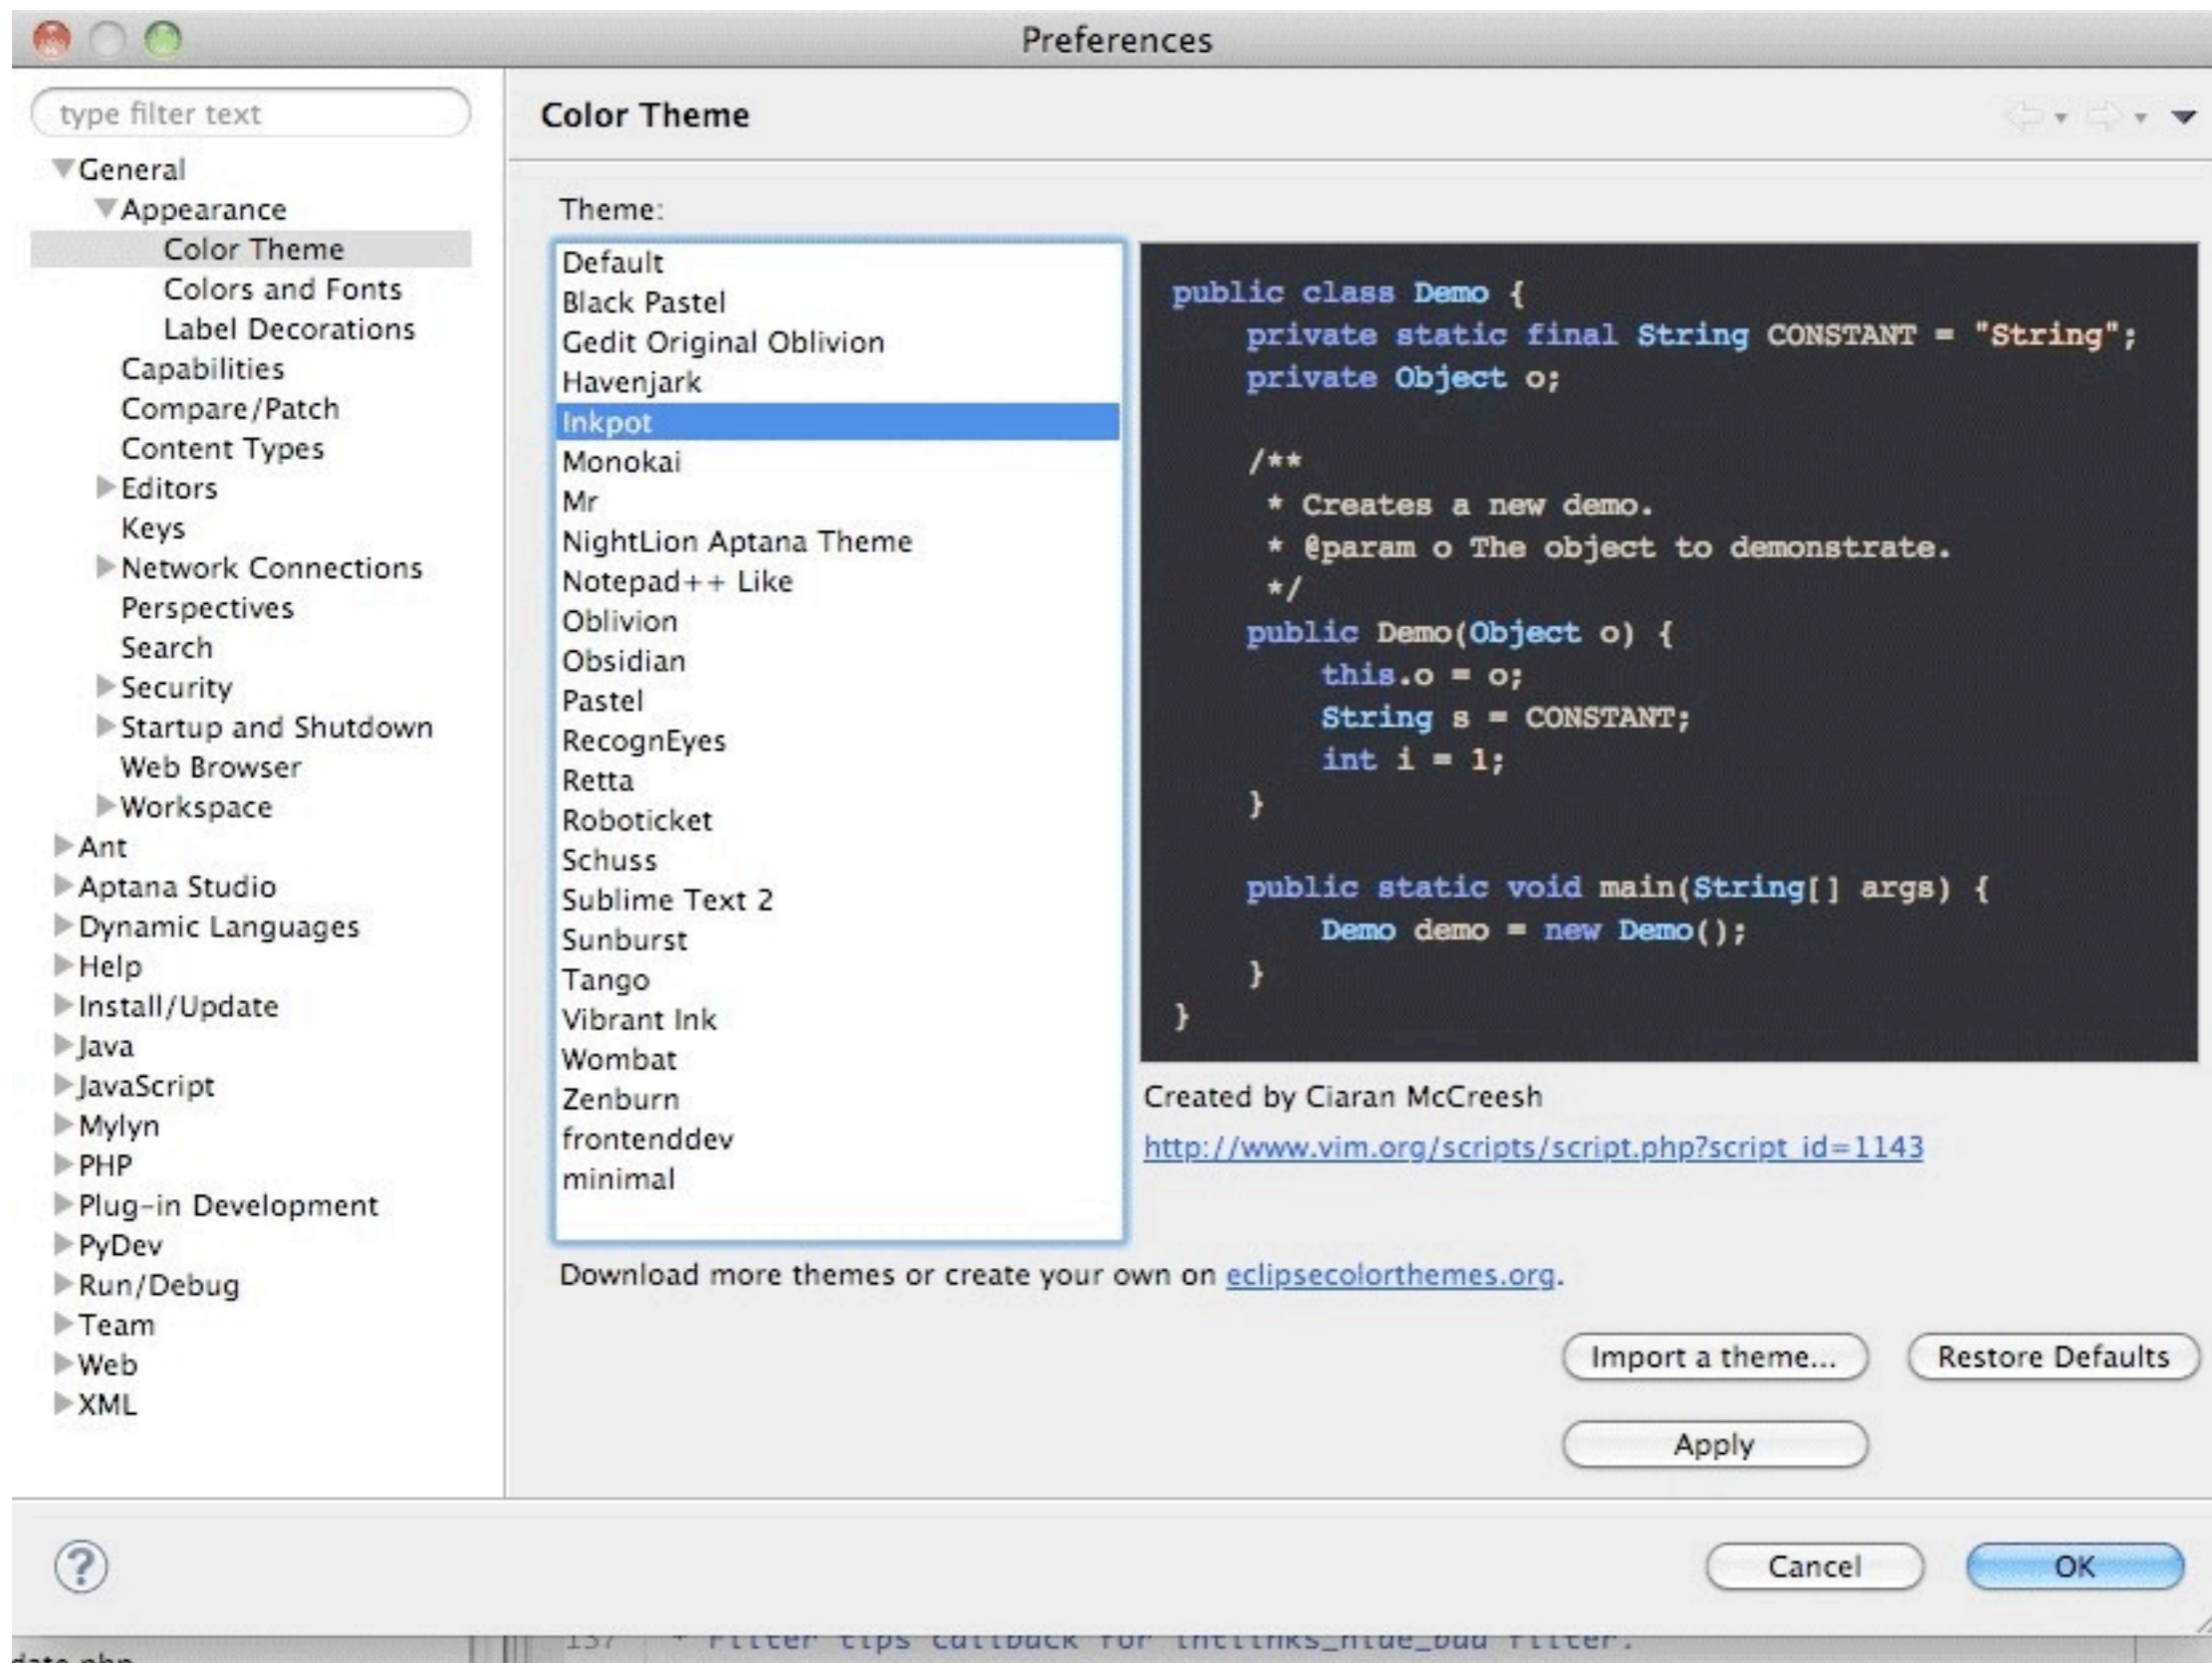 Preferences
type filter text
General
Appearance
Color Theme
Colors and Fonts
Label Decorations
Capabilities
Compare/Patch
Content Types
Editors
Keys
Network Connections
Perspectives
Search
Security
Startup and Shutdown
Web Browser
Workspace
Ant
Aptana Studio
Dynamic Languages
Help
Install/Update
Java
JavaScript
Mylyn
PHP
Plug-in Development
PyDev
Run/Debug
Team
Web
XML
Color Theme
Theme:
Default
Black Pastel
Gedit Original Oblivion
Havenjark
Inkpot
Monokai
Mr
NightLion Aptana Theme
Notepad++ Like
Oblivion
Obsidian
Pastel
RecognEyes
Retta
Roboticket
Schuss
Sublime Text 2
Sunburst
Tango
Vibrant Ink
Wombat
Zenburn
frontenddev
minimal
public class Demo {
    private static final String CONSTANT = "String";
    private Object o;
    /**
     * Creates a new demo.
     * @param o The object to demonstrate.
     */
    public Demo(Object o) {
        this.o = o;
        String s = CONSTANT;
        int i = 1;
    }
    public static void main(String[] args) {
        Demo demo = new Demo();
    }
}
Created by Ciaran McCreesh
http://www.vim.org/scripts/script.php?script_id=1143
Download more themes or create your own on eclipsecolorthemes.org.
Import a theme...
Restore Defaults
Apply
?
Cancel
OK
137 * Filter tips callback for intlinks_hide_bad filter.